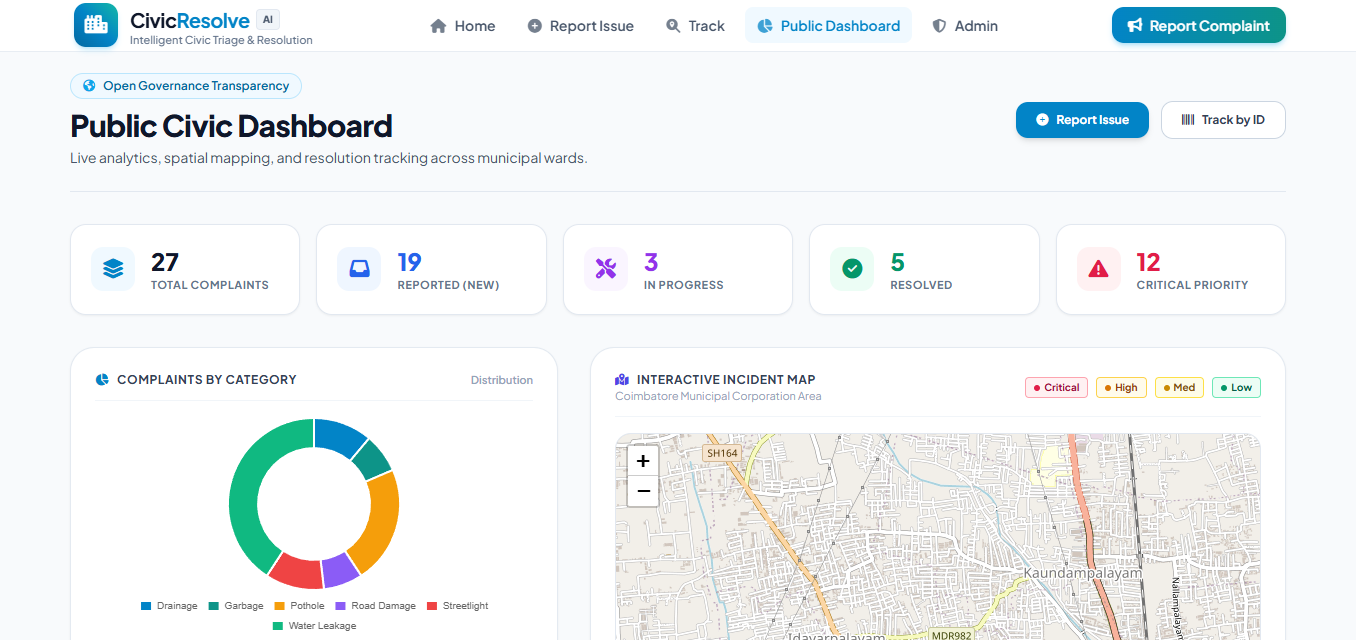 CivicResolve AI
Intelligent Civic Triage & Resolution
Home
Report Issue
Track
Public Dashboard
Admin
Report Complaint
Open Governance Transparency
Public Civic Dashboard
Live analytics, spatial mapping, and resolution tracking across municipal wards.
Report Issue
Track by ID
27
TOTAL COMPLAINTS
19
REPORTED (NEW)
3
IN PROGRESS
5
RESOLVED
12
CRITICAL PRIORITY
COMPLAINTS BY CATEGORY
Distribution
Drainage
Garbage
Pothole
Road Damage
Streetlight
Water Leakage
INTERACTIVE INCIDENT MAP
Coimbatore Municipal Corporation Area
Critical
High
Med
Low
+
−
SH164
Kaundampalayam
Idayarpalayam
MDR982